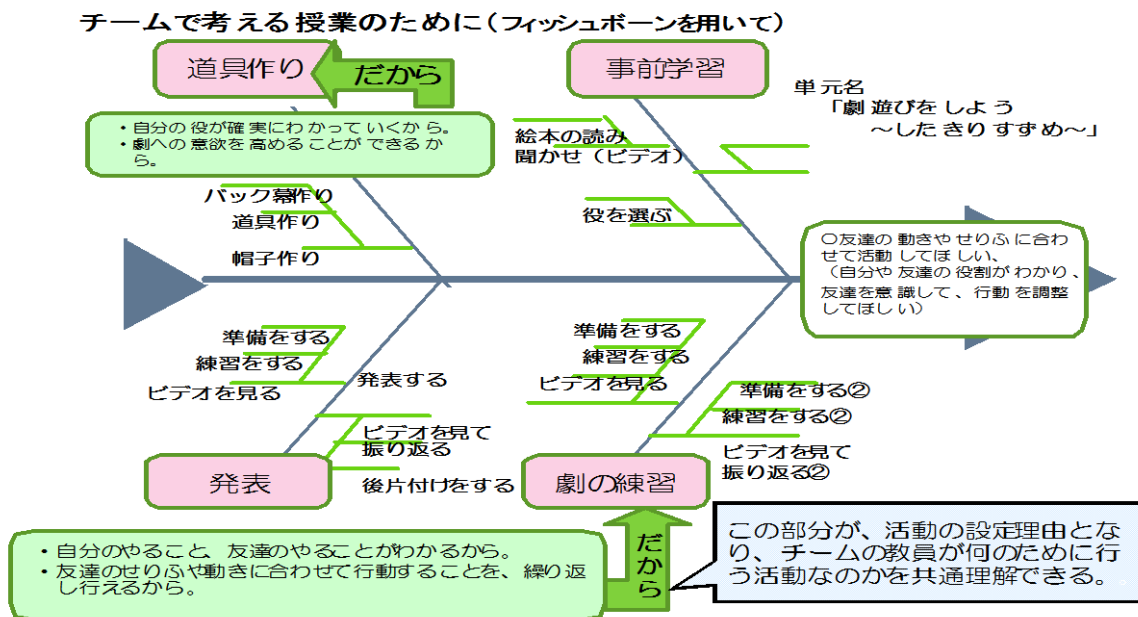 チームで考える授業のために(フィッシュボーンを用いて)
道具作り
だから
事前学習
単元名
「劇遊びをしよう
～したきりすずめ～」
・自分の役が確実にわかっていくから。
・劇への意欲を高めることができるか
ら。
絵本の読み
聞かせ(ビデオ)
役を選ぶ
バック幕作り
道具作り
帽子作り
○友達の動きやせりふに合わ
せて活動してほしい、
(自分や友達の役割がわかり、
友達を意識して、行動を調整
してほしい)
準備をする
練習をする
ビデオを見る
発表する
ビデオを見て
振り返る
後片付けをする
準備をする
練習をする
ビデオを見る
準備をする②
練習をする②
ビデオを見て
振り返る②
発表
劇の練習
・自分のやること、友達のやることがわかるから。
・友達のせりふや動きに合わせて行動することを、繰り返
し行えるから。
だから
この部分が、活動の設定理由とな
り、チームの教員が何のために行
う活動なのかを共通理解できる。